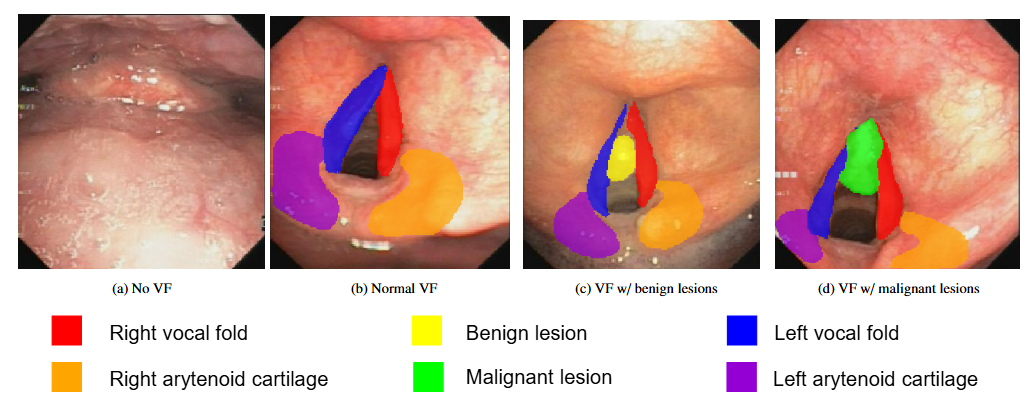 (a) No VF
(b) Normal VF
(c) VF w/ benign lesions
(d) VF w/ malignant lesions
Right vocal fold
Benign lesion
Left vocal fold
Right arytenoid cartilage
Malignant lesion
Left arytenoid cartilage